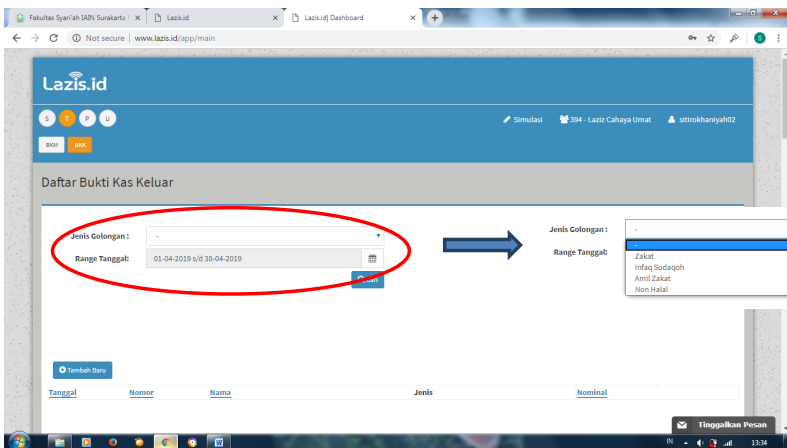 Fakultas Syari'ah IAIN Surakarta
Lazis.id
Lazis.id| Dashboard
Not secure | www.lazis.id/app/main
S
Lazis.id
S T P U
Simulasi 394 - Laziz Cahaya Umat sitirokhaniyah02
BKM BKK
Daftar Bukti Kas Keluar
Jenis Golongan : -
Range Tanggal: 01-04-2019 s/d 30-04-2019
Cari
Jenis Golongan : -
Range Tanggal:
-
Zakat
Infaq Sodaqoh
Amil Zakat
Non Halal
Tambah Baru
Tanggal Nomor Nama Jenis Nominal
Tinggalkan Pesan
IN 13:34